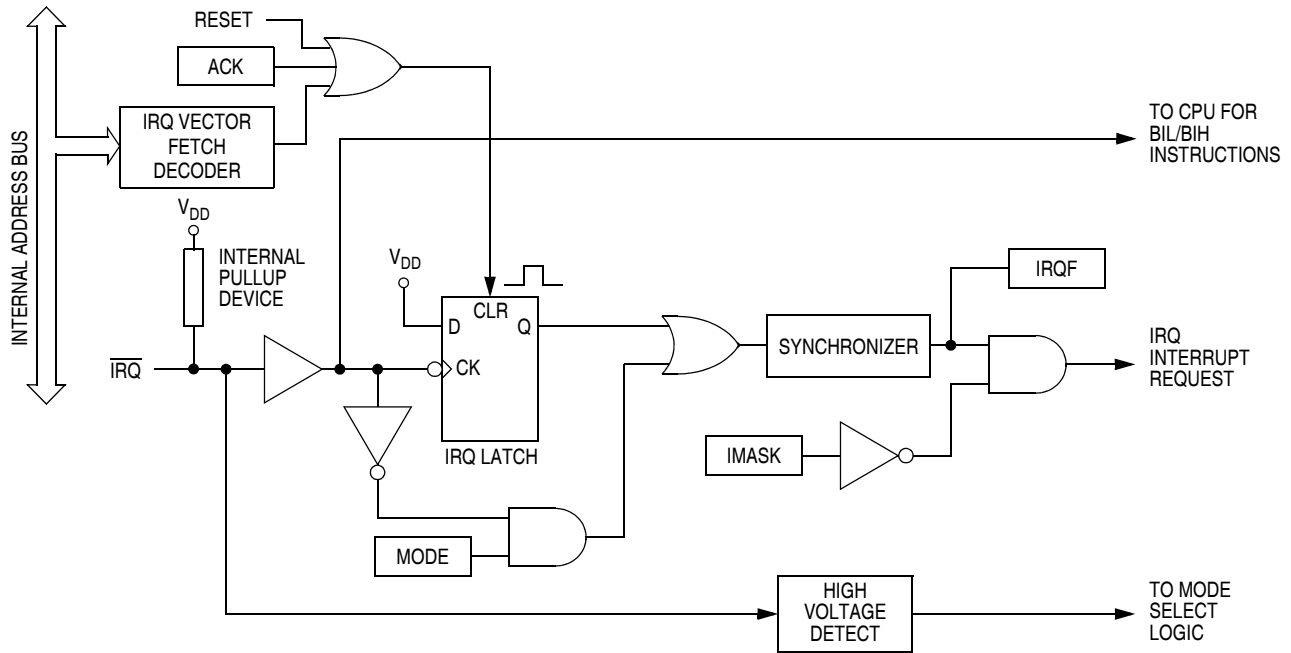 RESET
ACK
IRQ VECTOR
FETCH
DECODER
INTERNAL ADDRESS BUS
TO CPU FOR
BIL/BIH
INSTRUCTIONS
VDD
INTERNAL
PULLUP
DEVICE
VDD
CLR
D
Q
CK
IRQ LATCH
IRQ
SYNCHRONIZER
IRQF
IRQ
INTERRUPT
REQUEST
IMASK
MODE
HIGH
VOLTAGE
DETECT
TO MODE
SELECT
LOGIC